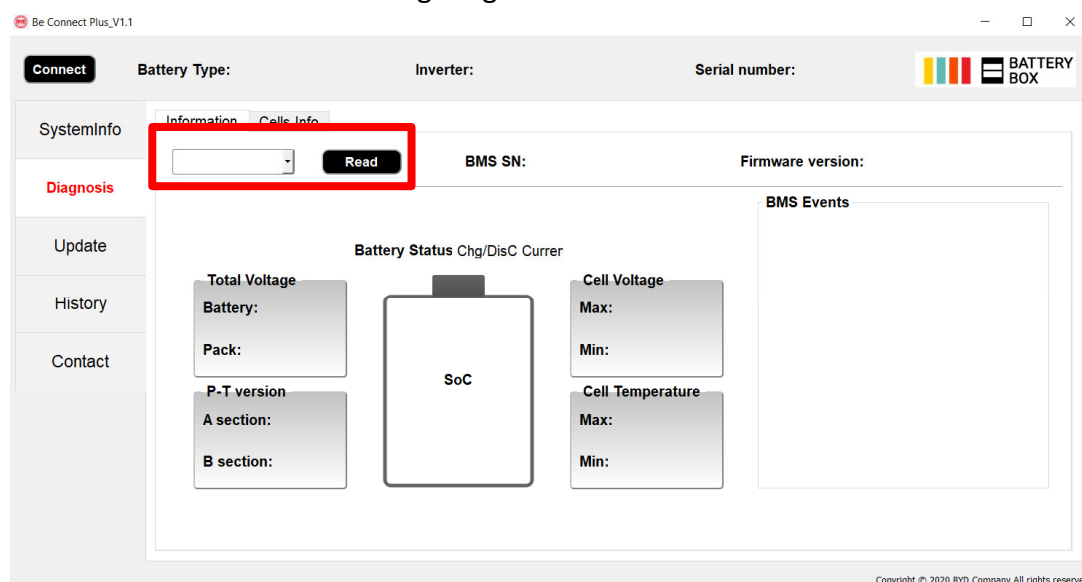 Be Connect Plus_V1.1
Connect
Battery Type:
Inverter:
Serial number:
BATTERY
BOX
SystemInfo
Diagnosis
Update
History
Contact
Information
Cells Info
Read
BMS SN:
Firmware version:
BMS Events
Battery Status Chg/DisC Currer
Total Voltage
Battery:
Pack:
P-T version
A section:
B section:
SoC
Cell Voltage
Max:
Min:
Cell Temperature
Max:
Min:
Copyright © 2020 BYD Company All rights reserve